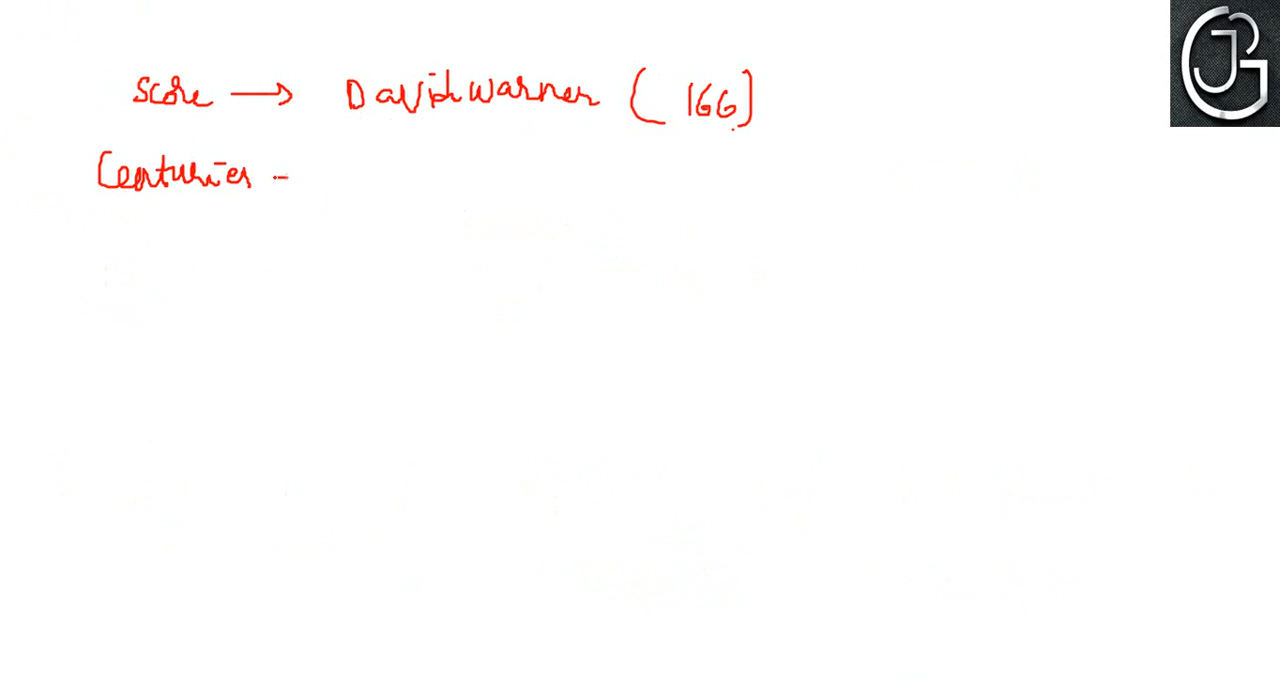 Score → David Warner (166)
Centuries -